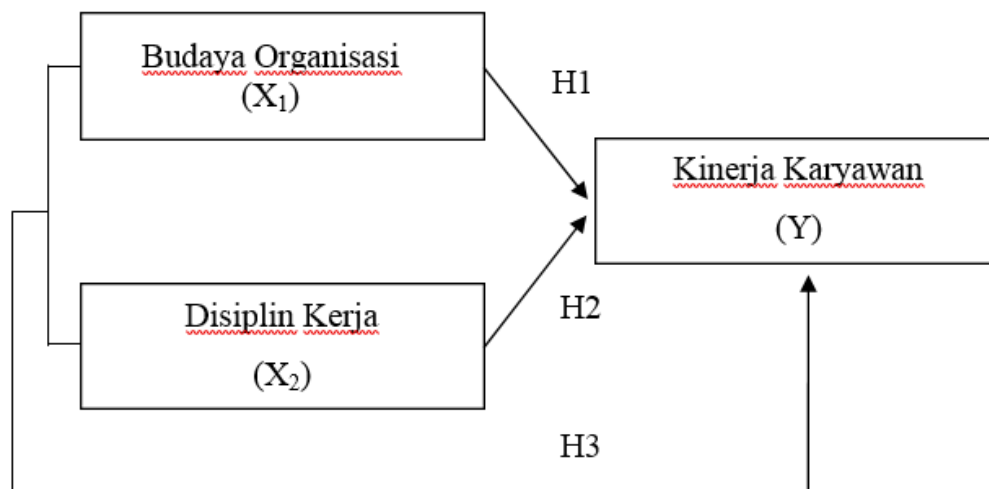 Budaya Organisasi
(X₁)
H1
Kinerja Karyawan
(Y)
Disiplin Kerja
(X₂)
H2
H3